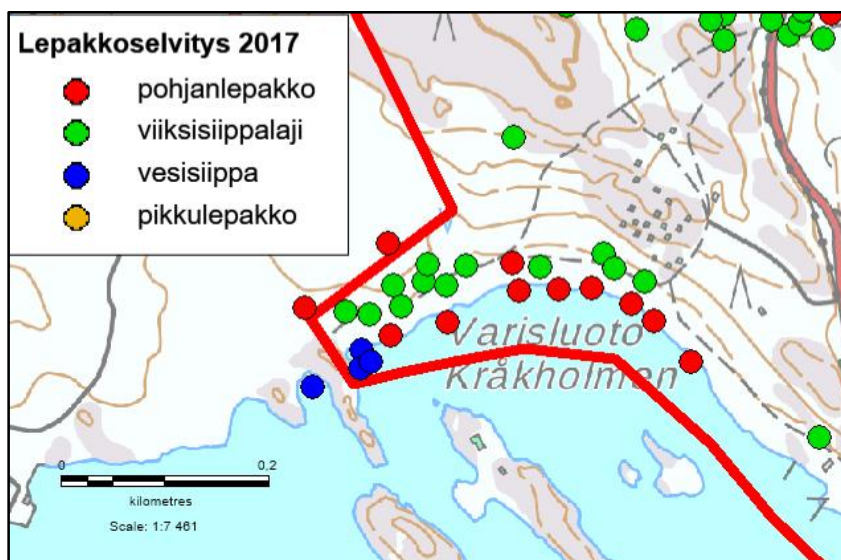 Lepakkoselvitys 2017
pohjanlepakko
viiksisiippalaji
vesisiippa
pikkulepakko
Varisluoto
Kråkholmen
0 0,2
kilometres
Scale: 1:7 461